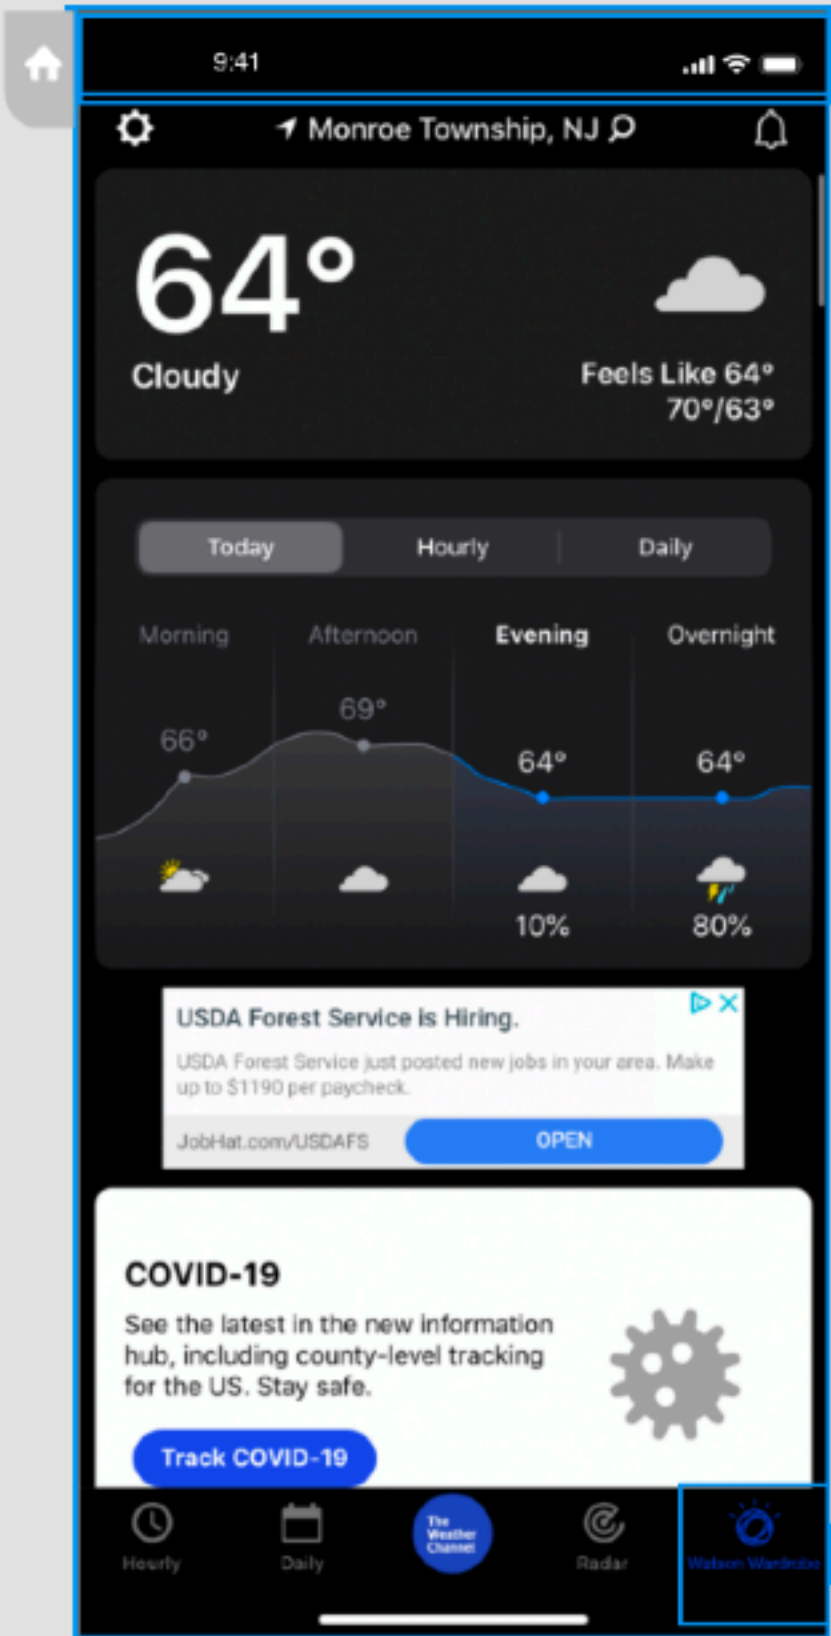 9:41
Monroe Township, NJ
64°
Cloudy
Feels Like 64°
70°/63°
Today Hourly Daily
Morning Afternoon Evening Overnight
66° 69° 64° 64°
10% 80%
USDA Forest Service is Hiring.
USDA Forest Service just posted new jobs in your area. Make
up to $1190 per paycheck.
JobHat.com/USDAFS OPEN
COVID-19
See the latest in the new information
hub, including county-level tracking
for the US. Stay safe.
Track COVID-19
The
Weather
Channel
Hourly Daily Radar Watson Wardrobe